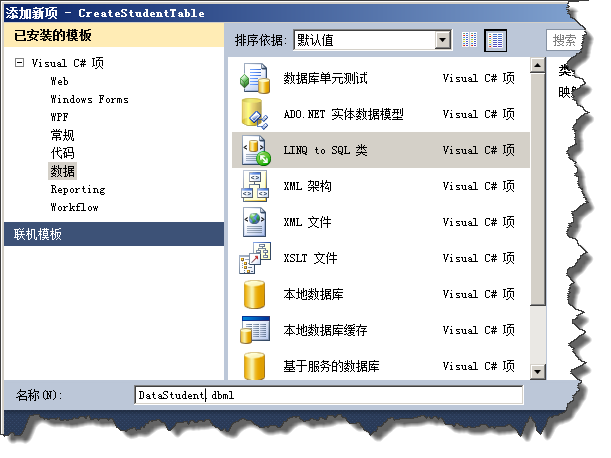 添加新项 - CreateStudentTable
已安装的模板
排序依据: 默认值
搜索
Visual C# 项
Web
Windows Forms
WPF
常规
代码
数据
Reporting
Workflow
联机模板
数据库单元测试 Visual C# 项
ADO.NET 实体数据模型 Visual C# 项
LINQ to SQL 类 Visual C# 项
XML 架构 Visual C# 项
XML 文件 Visual C# 项
XSLT 文件 Visual C# 项
本地数据库 Visual C# 项
本地数据库缓存 Visual C# 项
基于服务的数据库 Visual C# 项
名称(N): DataStudent.dbml